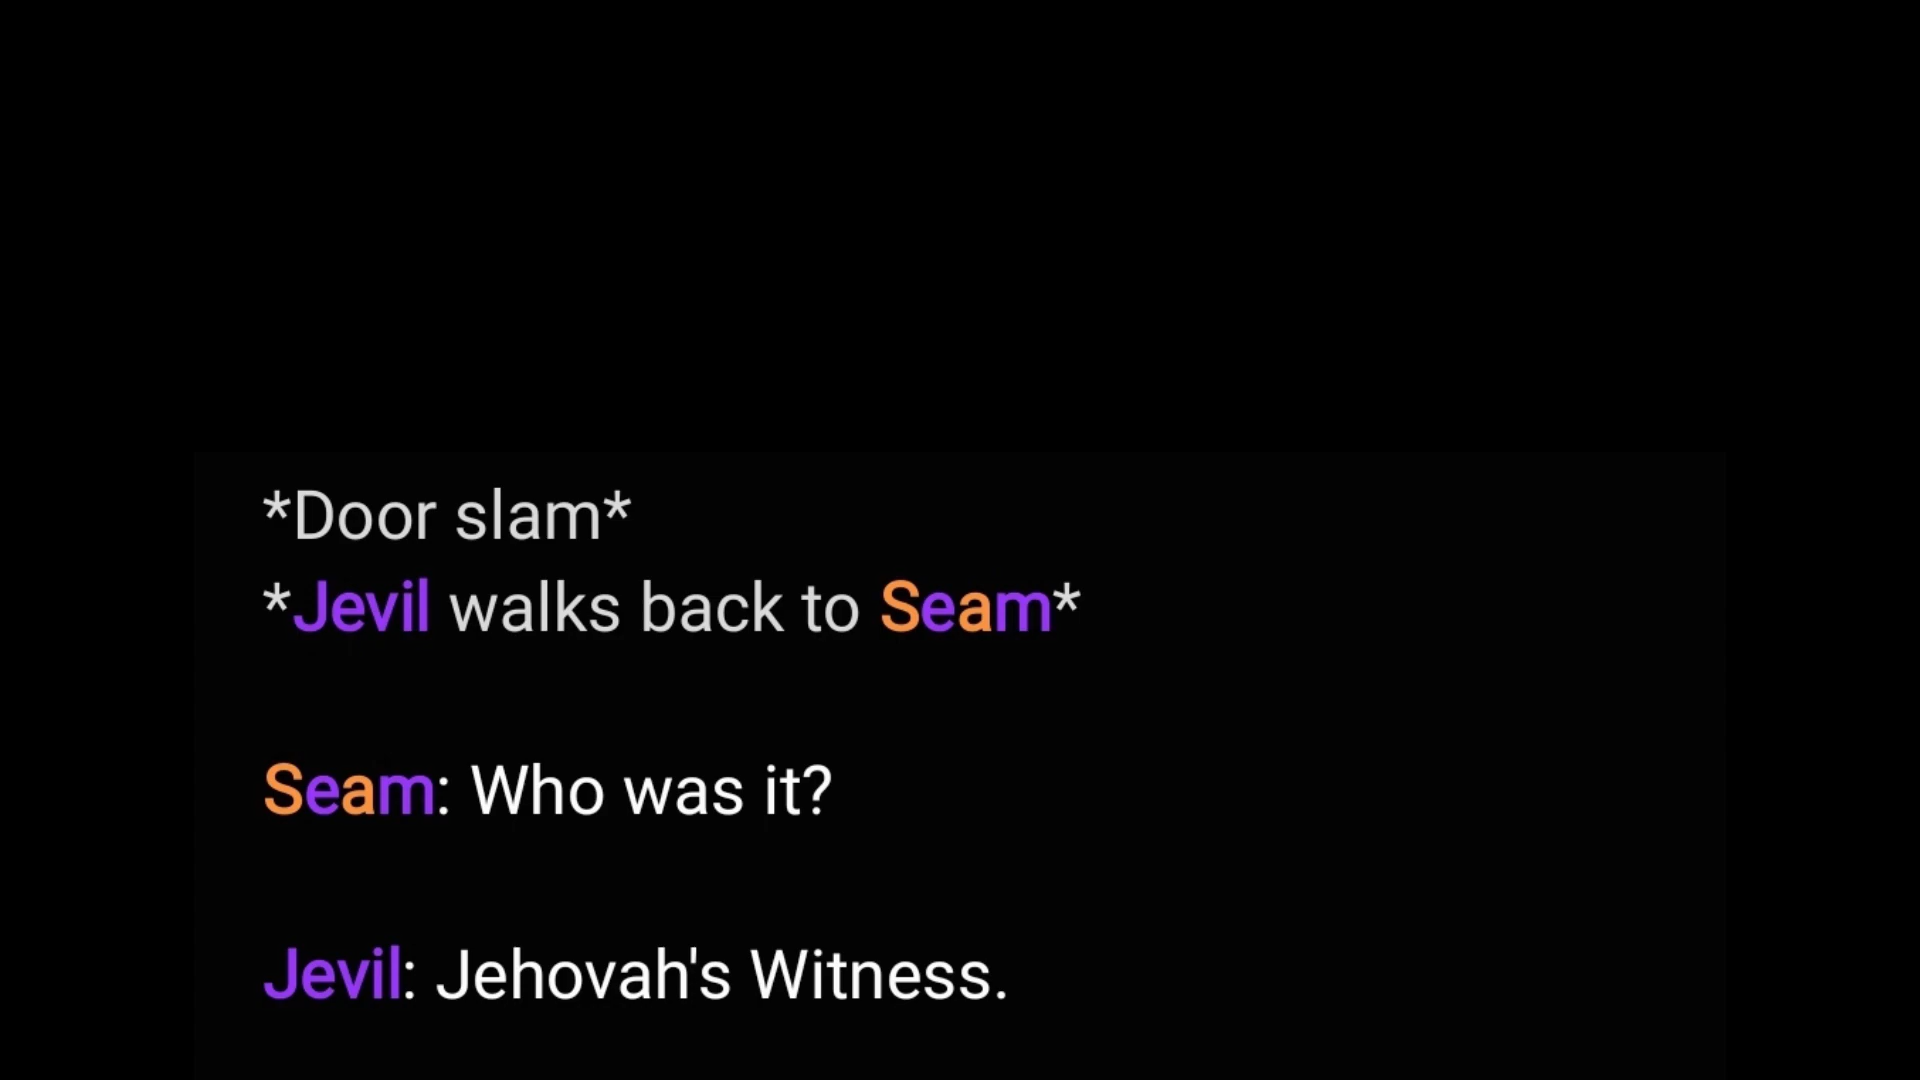 *Door slam*
*Jevil walks back to Seam*
Seam: Who was it?
Jevil: Jehovah's Witness.